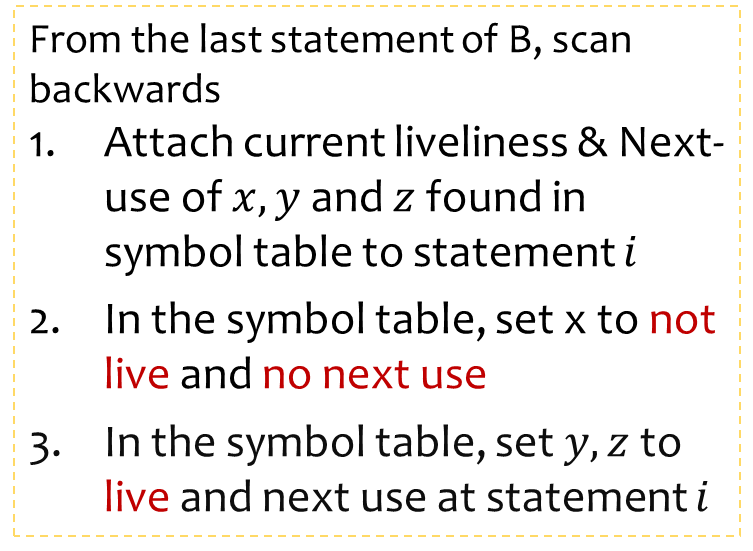 From the last statement of B, scan
backwards
1. Attach current liveliness & Next-
use of x, y and z found in
symbol table to statement i
2. In the symbol table, set x to not
live and no next use
3. In the symbol table, set y, z to
live and next use at statement i